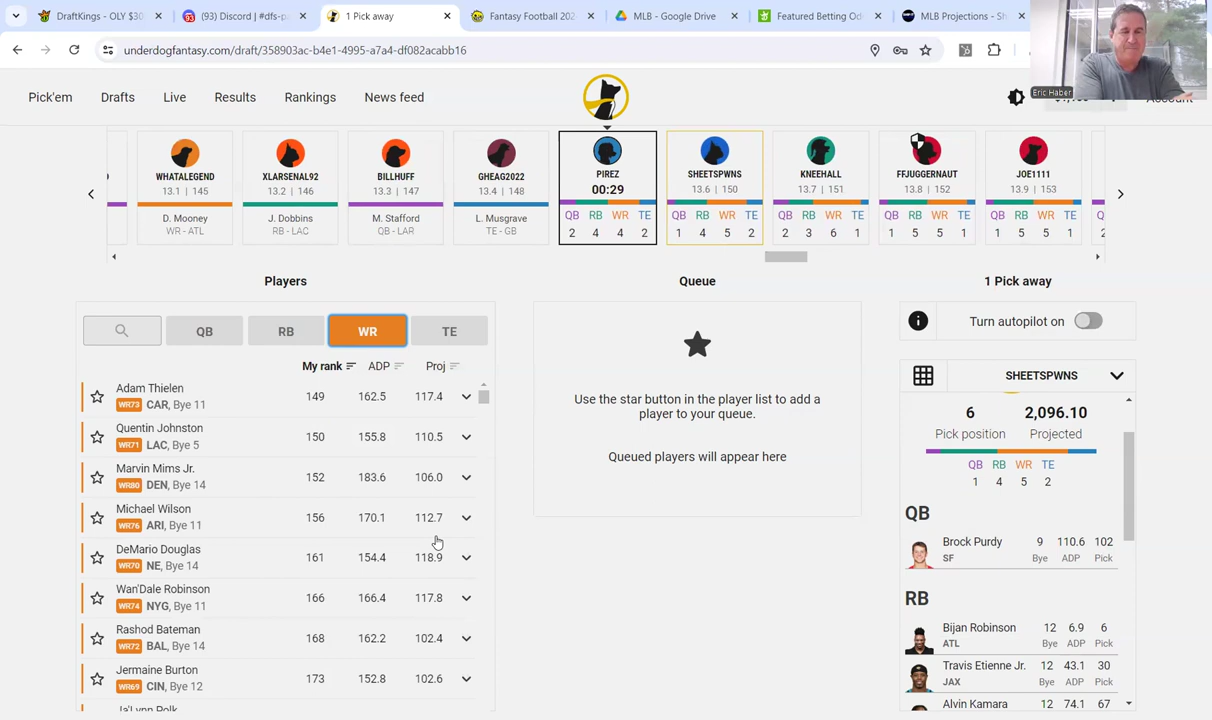 DraftKings - OLY $30
(93) Discord | #dfs-p
1 Pick away
Fantasy Football 202
MLB - Google Drive
Featured Betting Od
MLB Projections - Sh
underdogfantasy.com/draft/358903ac-b4e1-4995-a7a4-df082acabb16
Eric Haber
Pick'em
Drafts
Live
Results
Rankings
News feed
Account
WHATALEGEND
13.1 | 145
D. Mooney
WR - ATL
XLARSENAL92
13.2 | 146
J. Dobbins
RB - LAC
BILLHUFF
13.3 | 147
M. Stafford
QB - LAR
GHEAG2022
13.4 | 148
L. Musgrave
TE - GB
PIREZ
00:29
QB RB WR TE
2 4 4 2
SHEETSPWNS
13.6 | 150
QB RB WR TE
1 4 5 2
KNEEHALL
13.7 | 151
QB RB WR TE
2 3 6 1
FFJUGGERNAUT
13.8 | 152
QB RB WR TE
1 5 5 1
JOE1111
13.9 | 153
QB RB WR TE
1 5 5 1
Players
QB
RB
WR
TE
My rank ADP Proj
Adam Thielen
WR73 CAR, Bye 11
149 162.5 117.4
Quentin Johnston
WR71 LAC, Bye 5
150 155.8 110.5
Marvin Mims Jr.
WR80 DEN, Bye 14
152 183.6 106.0
Michael Wilson
WR76 ARI, Bye 11
156 170.1 112.7
DeMario Douglas
WR70 NE, Bye 14
161 154.4 118.9
Wan'Dale Robinson
WR74 NYG, Bye 11
166 166.4 117.8
Rashod Bateman
WR72 BAL, Bye 14
168 162.2 102.4
Jermaine Burton
WR69 CIN, Bye 12
173 152.8 102.6
Ja'Lynn Polk
Queue
Use the star button in the player list to add a
player to your queue.
Queued players will appear here
1 Pick away
Turn autopilot on
SHEETSPWNS
6 2,096.10
Pick position Projected
QB RB WR TE
1 4 5 2
QB
Brock Purdy 9 110.6 102
SF Bye ADP Pick
RB
Bijan Robinson 12 6.9 6
ATL Bye ADP Pick
Travis Etienne Jr. 12 43.1 30
JAX Bye ADP Pick
Alvin Kamara 12 74.1 67